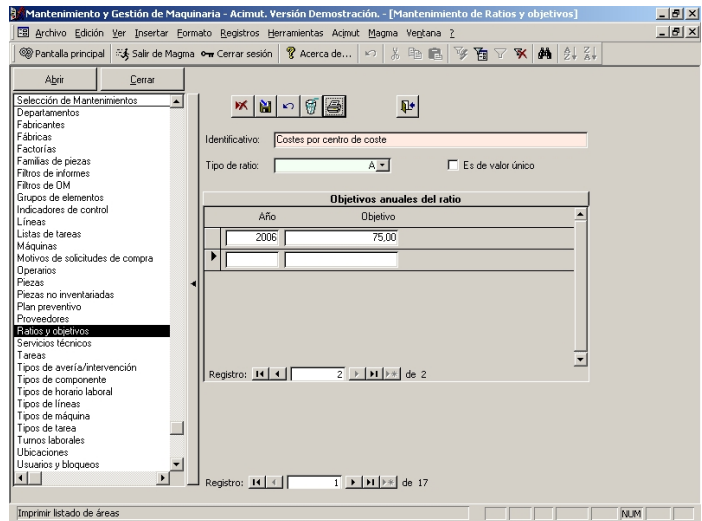 Mantenimiento y Gestión de Maquinaria - Acimut. Versión Demostración. - [Mantenimiento de Ratios y objetivos]
Archivo Edición Ver Insertar Formato Registros Herramientas Acimut Magma Ventana ?
Pantalla principal Salir de Magma Cerrar sesión Acerca de...
Abrir Cerrar
Selección de Mantenimientos
Departamentos
Fabricantes
Fábricas
Factorías
Familias de piezas
Filtros de informes
Filtros de OM
Grupos de elementos
Indicadores de control
Líneas
Listas de tareas
Máquinas
Motivos de solicitudes de compra
Operarios
Piezas
Piezas no inventariadas
Plan preventivo
Proveedores
Ratios y objetivos
Servicios técnicos
Tareas
Tipos de avería/intervención
Tipos de componente
Tipos de horario laboral
Tipos de líneas
Tipos de máquina
Tipos de tarea
Turnos laborales
Ubicaciones
Usuarios y bloqueos
Identificativo: Costes por centro de coste
Tipo de ratio: A Es de valor único
Objetivos anuales del ratio
Año Objetivo
2006 75,00
Registro: 2 de 2
Registro: 1 de 17
Imprimir listado de áreas NUM